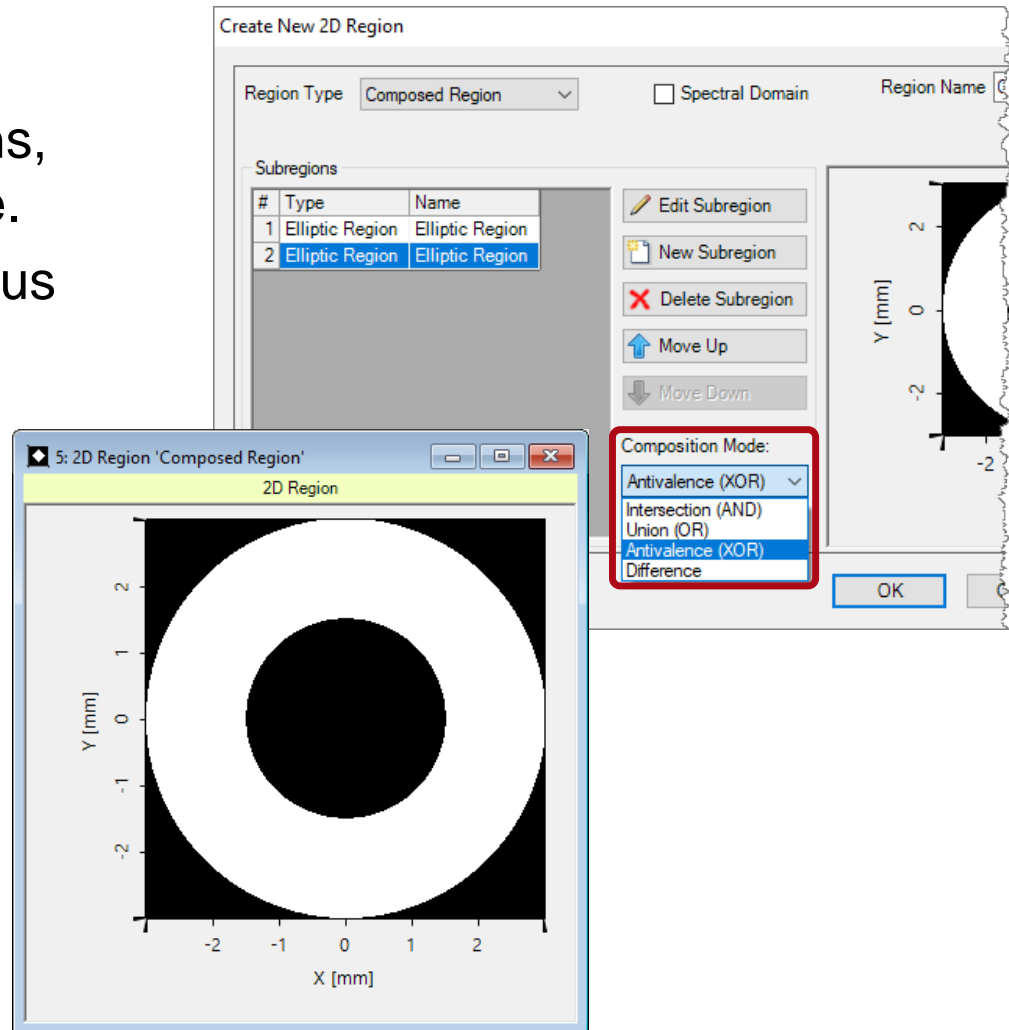 ns,
e.
us
Create New 2D Region
Region Type Composed Region Spectral Domain Region Name
Subregions
# Type Name
1 Elliptic Region Elliptic Region
2 Elliptic Region Elliptic Region
Edit Subregion
New Subregion
Delete Subregion
Move Up
Move Down
Composition Mode:
Antivalence (XOR)
Intersection (AND)
Union (OR)
Antivalence (XOR)
Difference
Y [mm]
2
0
-2
-2
OK
5: 2D Region 'Composed Region'
2D Region
Y [mm]
2
1
0
-1
-2
-2 -1 0 1 2
X [mm]